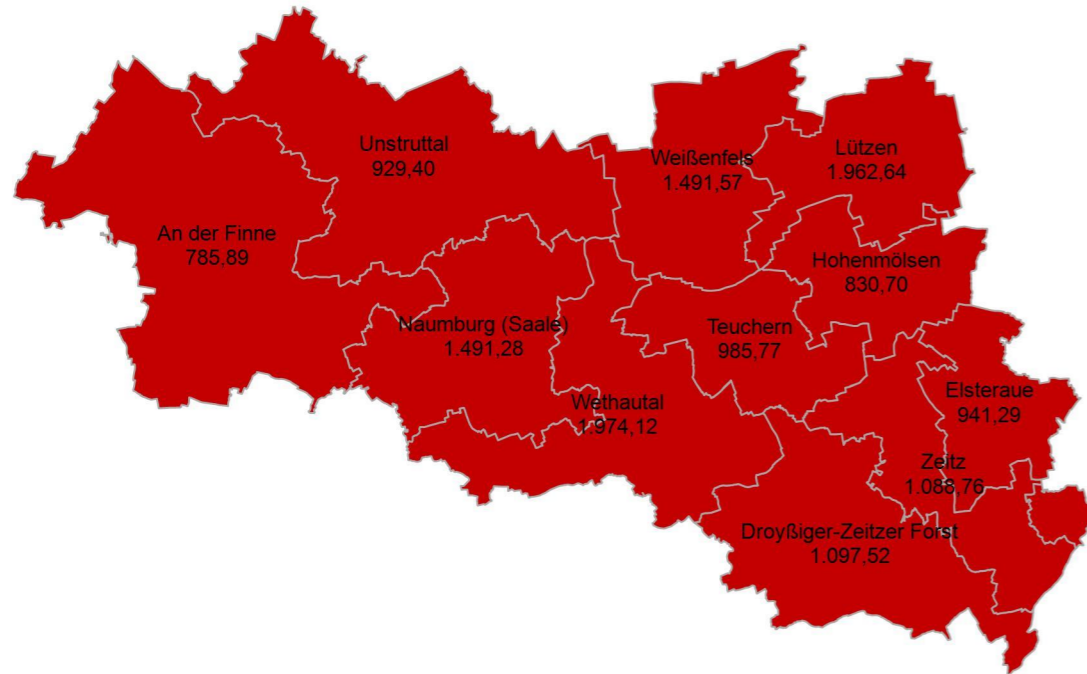 Unstruttal
929,40
Weißenfels
1.491,57
Lützen
1.962,64
An der Finne
785,89
Hohenmölsen
830,70
Naumburg (Saale)
1.491,28
Teuchern
985,77
Wethautal
1.974,12
Elsteraue
941,29
Zeitz
1.088,76
Droyßiger-Zeitzer Forst
1.097,52